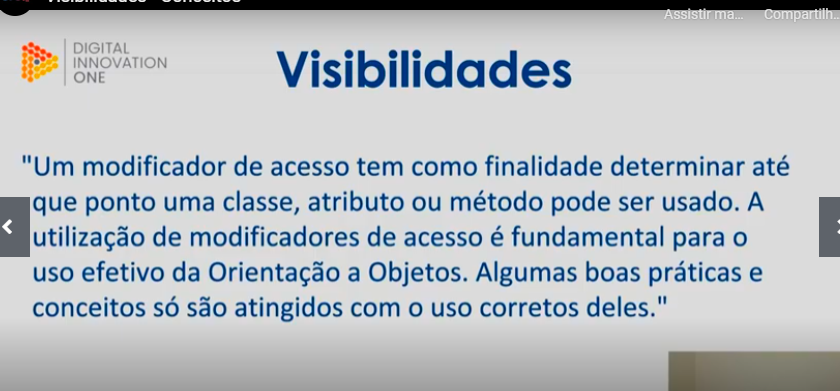 Assistir ma... Compartilh...
DIGITAL
INNOVATION
ONE
Visibilidades
"Um modificador de acesso tem como finalidade determinar até
que ponto uma classe, atributo ou método pode ser usado. A
utilização de modificadores de acesso é fundamental para o
uso efetivo da Orientação a Objetos. Algumas boas práticas e
conceitos só são atingidos com o uso corretos deles."